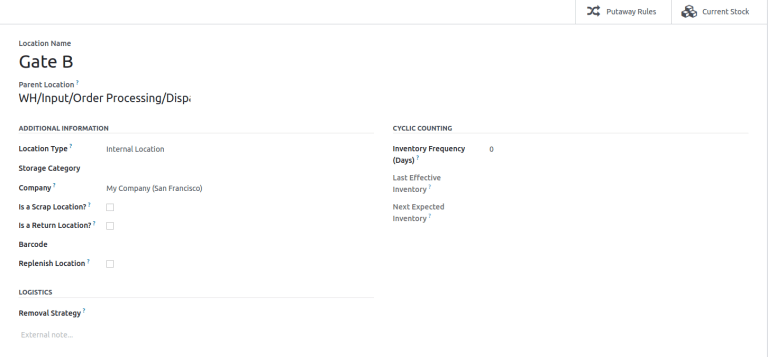 Putaway Rules
Current Stock
Location Name
Gate B
Parent Location ?
WH/Input/Order Processing/Disp
ADDITIONAL INFORMATION
Location Type ? Internal Location
Storage Category
Company ? My Company (San Francisco)
Is a Scrap Location? ?
Is a Return Location? ?
Barcode
Replenish Location ?
LOGISTICS
Removal Strategy ?
External note...
CYCLIC COUNTING
Inventory Frequency 0
(Days) ?
Last Effective
Inventory ?
Next Expected
Inventory ?